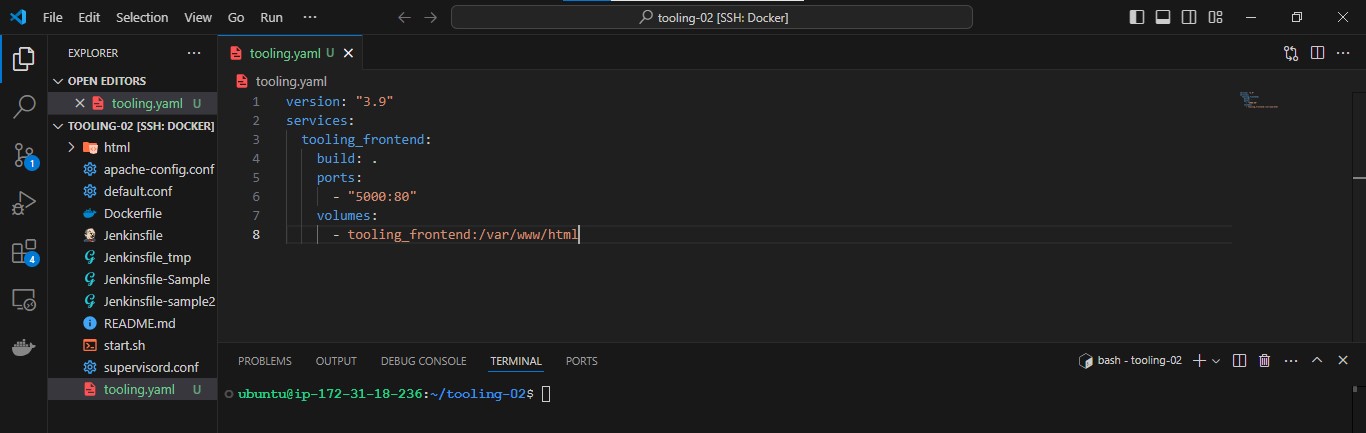 File Edit Selection View Go Run ···
tooling-02 [SSH: Docker]
EXPLORER ···
OPEN EDITORS
tooling.yaml U
TOOLING-02 [SSH: DOCKER]
html
apache-config.conf
default.conf
Dockerfile
Jenkinsfile
Jenkinsfile_tmp
Jenkinsfile-Sample
Jenkinsfile-sample2
README.md
start.sh
supervisord.conf
tooling.yaml U
1
4
tooling.yaml U
tooling.yaml
1 version: "3.9"
2 services:
3   tooling_frontend:
4     build: .
5     ports:
6       - "5000:80"
7     volumes:
8       - tooling_frontend:/var/www/html
PROBLEMS OUTPUT DEBUG CONSOLE TERMINAL PORTS
bash - tooling-02
ubuntu@ip-172-31-18-236:~/tooling-02$